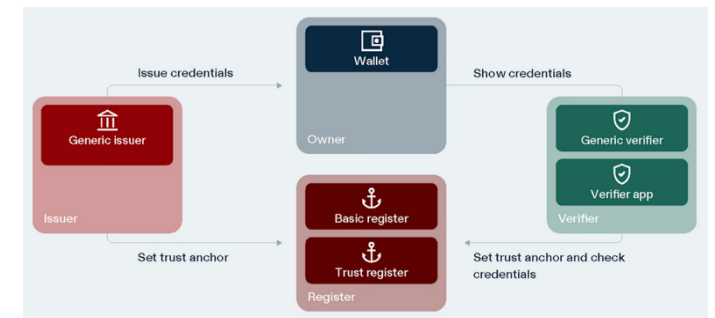 Wallet
Owner
Issue credentials
Show credentials
Generic issuer
Issuer
Generic verifier
Verifier app
Verifier
Basic register
Trust register
Register
Set trust anchor
Set trust anchor and check
credentials